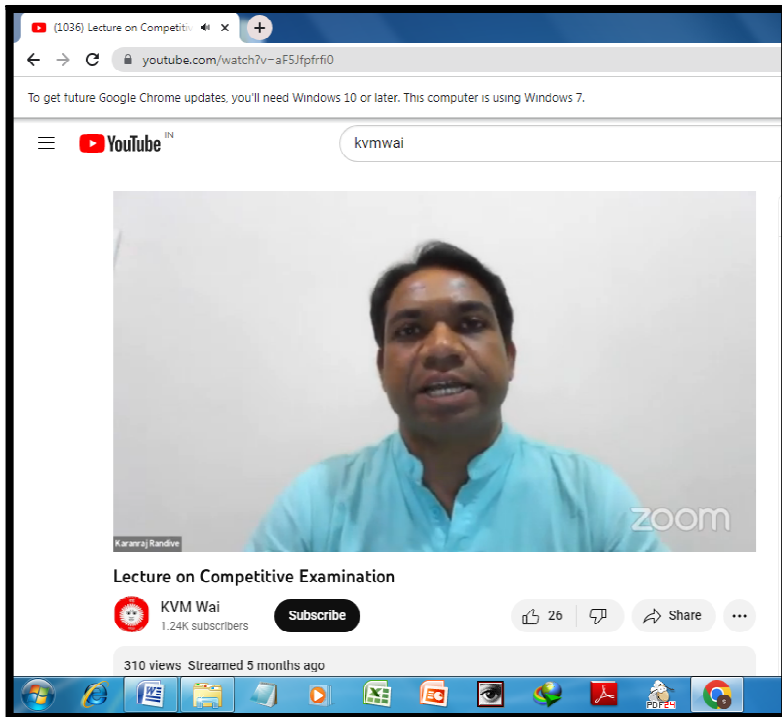 (1036) Lecture on Competitiv
youtube.com/watch?v=aF5Jfpfrfi0
To get future Google Chrome updates, you'll need Windows 10 or later. This computer is using Windows 7.
YouTube IN
kvmwai
zoom
Karanraj Randive
Lecture on Competitive Examination
KVM Wai
1.24K subscribers
Subscribe
26
Share
310 views Streamed 5 months ago
PDF24